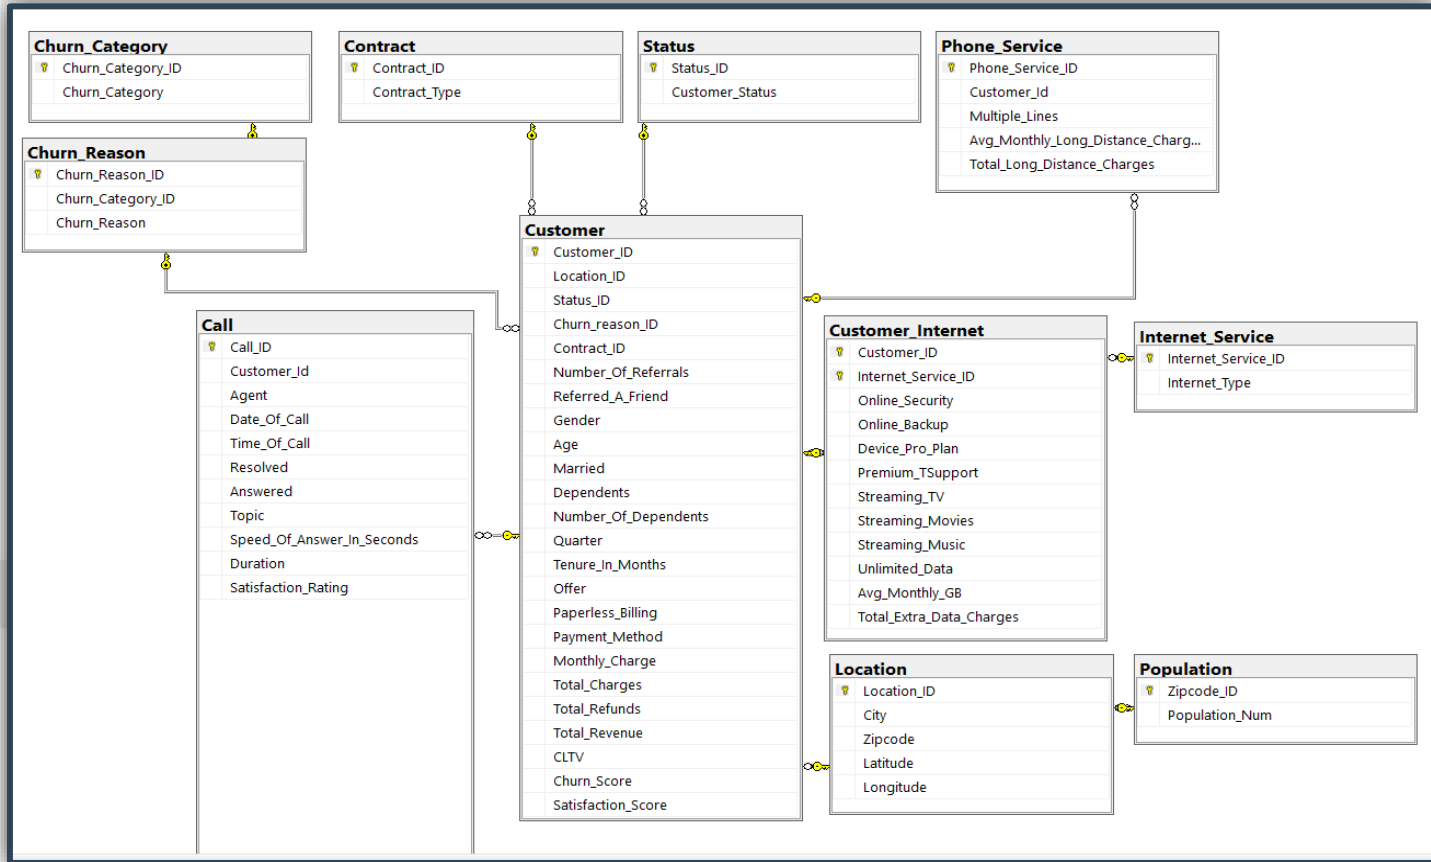 Churn_Category
Churn_Category_ID
Churn_Category
Contract
Contract_ID
Contract_Type
Status
Status_ID
Customer_Status
Phone_Service
Phone_Service_ID
Customer_Id
Multiple_Lines
Avg_Monthly_Long_Distance_Charg...
Total_Long_Distance_Charges
Churn_Reason
Churn_Reason_ID
Churn_Category_ID
Churn_Reason
Customer
Customer_ID
Location_ID
Status_ID
Churn_reason_ID
Contract_ID
Number_Of_Referrals
Referred_A_Friend
Gender
Age
Married
Dependents
Number_Of_Dependents
Quarter
Tenure_In_Months
Offer
Paperless_Billing
Payment_Method
Monthly_Charge
Total_Charges
Total_Refunds
Total_Revenue
CLTV
Churn_Score
Satisfaction_Score
Call
Call_ID
Customer_Id
Agent
Date_Of_Call
Time_Of_Call
Resolved
Answered
Topic
Speed_Of_Answer_In_Seconds
Duration
Satisfaction_Rating
Customer_Internet
Customer_ID
Internet_Service_ID
Online_Security
Online_Backup
Device_Pro_Plan
Premium_TSupport
Streaming_TV
Streaming_Movies
Streaming_Music
Unlimited_Data
Avg_Monthly_GB
Total_Extra_Data_Charges
Internet_Service
Internet_Service_ID
Internet_Type
Location
Location_ID
City
Zipcode
Latitude
Longitude
Population
Zipcode_ID
Population_Num